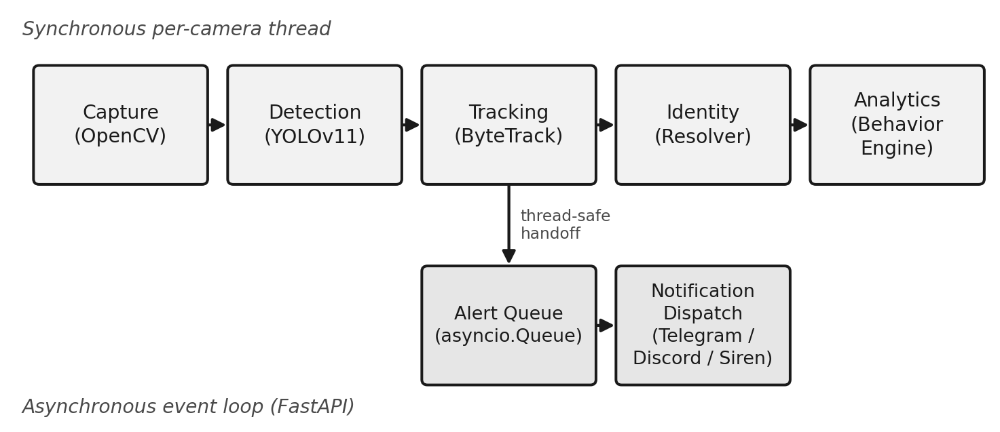 Synchronous per-camera thread
Capture
(OpenCV)
Detection
(YOLOv11)
Tracking
(ByteTrack)
Identity
(Resolver)
Analytics
(Behavior
Engine)
thread-safe
handoff
Alert Queue
(asyncio.Queue)
Notification
Dispatch
(Telegram /
Discord / Siren)
Asynchronous event loop (FastAPI)